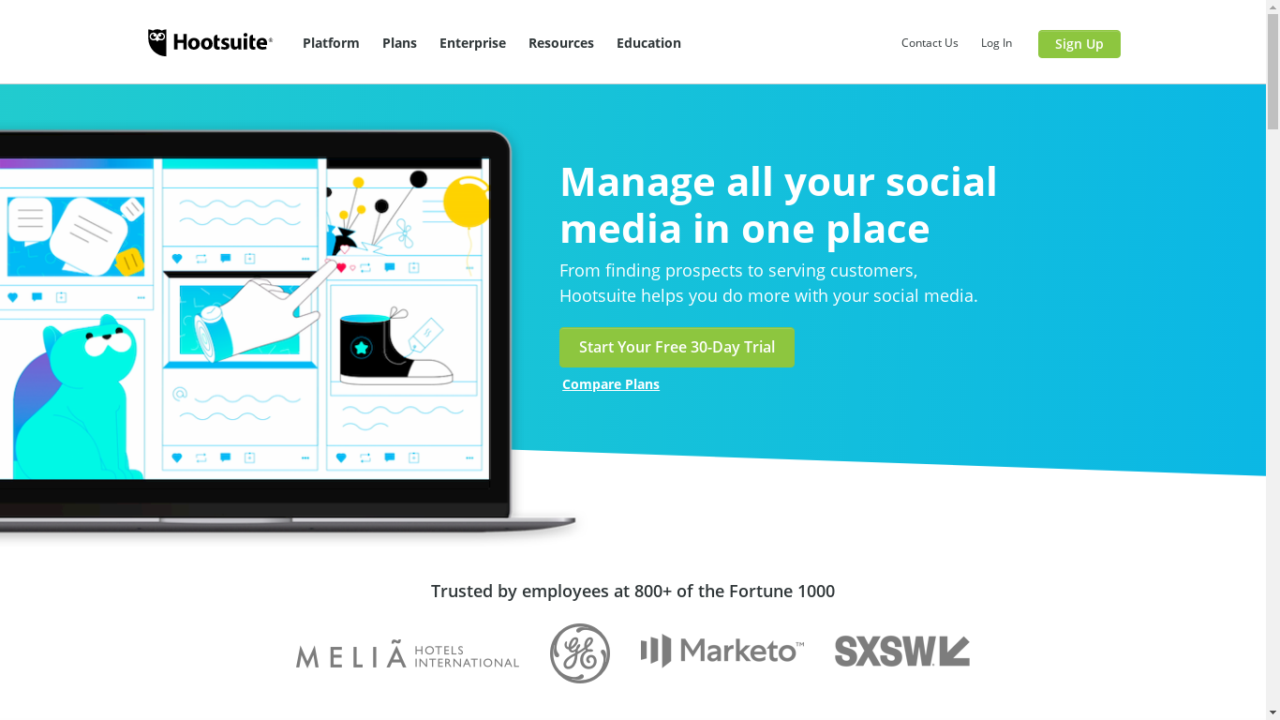 Hootsuite®
Platform
Plans
Enterprise
Resources
Education
Contact Us
Log In
Sign Up
Manage all your social
media in one place
From finding prospects to serving customers,
Hootsuite helps you do more with your social media.
Start Your Free 30-Day Trial
Compare Plans
Trusted by employees at 800+ of the Fortune 1000
MELIÃ HOTELS
INTERNATIONAL
GE
Marketo™
SXSW